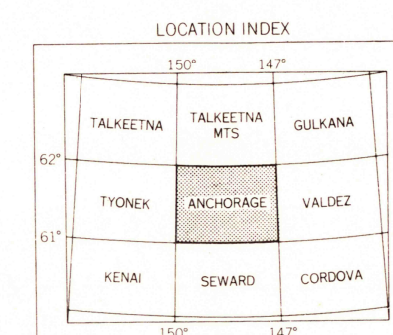 LOCATION INDEX
150° 147°
TALKEETNA TALKEETNA MTS GULKANA
62°
TYONEK ANCHORAGE VALDEZ
61°
KENAI SEWARD CORDOVA
150° 147°